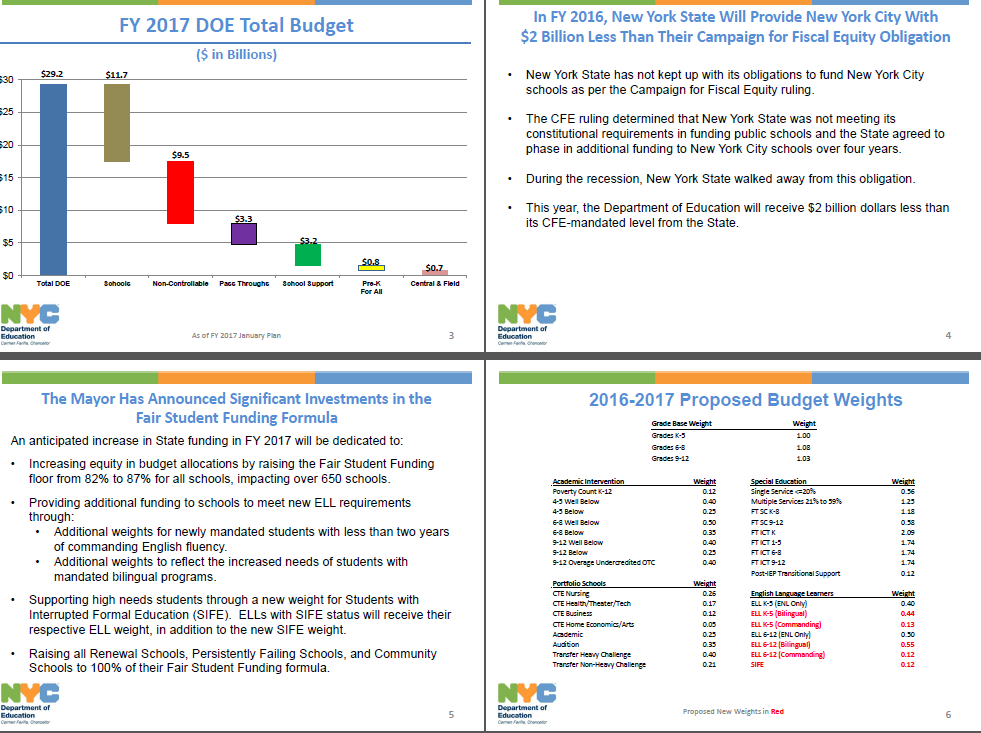 FY 2017 DOE Total Budget
($ in Billions)
$30
$25
$20
$15
$10
$5
$0
$29.2
$11.7
$9.5
$3.3
$3.2
$0.8
$0.7
Total DOE Schools Non-Controllable Pass Throughs School Support Pre-K Central & Field
For All
NYC
Department of
Education
Carmen Fariña, Chancellor
As of FY 2017 January Plan
3
In FY 2016, New York State Will Provide New York City With
$2 Billion Less Than Their Campaign for Fiscal Equity Obligation
• New York State has not kept up with its obligations to fund New York City
schools as per the Campaign for Fiscal Equity ruling.
• The CFE ruling determined that New York State was not meeting its
constitutional requirements in funding public schools and the State agreed to
phase in additional funding to New York City schools over four years.
• During the recession, New York State walked away from this obligation.
• This year, the Department of Education will receive $2 billion dollars less than
its CFE-mandated level from the State.
NYC
Department of
Education
Carmen Fariña, Chancellor
4
The Mayor Has Announced Significant Investments in the
Fair Student Funding Formula
An anticipated increase in State funding in FY 2017 will be dedicated to:
• Increasing equity in budget allocations by raising the Fair Student Funding
floor from 82% to 87% for all schools, impacting over 650 schools.
• Providing additional funding to schools to meet new ELL requirements
through:
• Additional weights for newly mandated students with less than two years
of commanding English fluency.
• Additional weights to reflect the increased needs of students with
mandated bilingual programs.
• Supporting high needs students through a new weight for Students with
Interrupted Formal Education (SIFE). ELLs with SIFE status will receive their
respective ELL weight, in addition to the new SIFE weight.
• Raising all Renewal Schools, Persistently Failing Schools, and Community
Schools to 100% of their Fair Student Funding formula.
NYC
Department of
Education
Carmen Fariña, Chancellor
5
2016-2017 Proposed Budget Weights
Grade Base Weight Weight
Grades K-5 1.00
Grades 6-8 1.08
Grades 9-12 1.03
Academic Intervention Weight
Poverty Count K-12 0.12
4-5 Well Below 0.40
4-5 Below 0.25
6-8 Well Below 0.50
6-8 Below 0.35
9-12 Well Below 0.40
9-12 Below 0.25
9-12 Overage Undercredited OTC 0.40
Portfolio Schools Weight
CTE Nursing 0.26
CTE Health/Theater/Tech 0.17
CTE Business 0.12
CTE Home Economics/Arts 0.05
Academic 0.25
Audition 0.35
Transfer Heavy Challenge 0.40
Transfer Non-Heavy Challenge 0.21
Special Education Weight
Single Service <=20% 0.56
Multiple Services 21% to 59% 1.25
FT SC K-8 1.18
FT SC 9-12 0.58
FT ICT K 2.09
FT ICT 1-5 1.74
FT ICT 6-8 1.74
FT ICT 9-12 1.74
Post-IEP Transitional Support 0.12
English Language Learners Weight
ELL K-5 (ENL Only) 0.40
ELL K-5 (Bilingual) 0.44
ELL K-5 (Commanding) 0.13
ELL 6-12 (ENL Only) 0.50
ELL 6-12 (Bilingual) 0.55
ELL 6-12 (Commanding) 0.12
SIFE 0.12
NYC
Department of
Education
Carmen Fariña, Chancellor
Proposed New Weights in Red
6